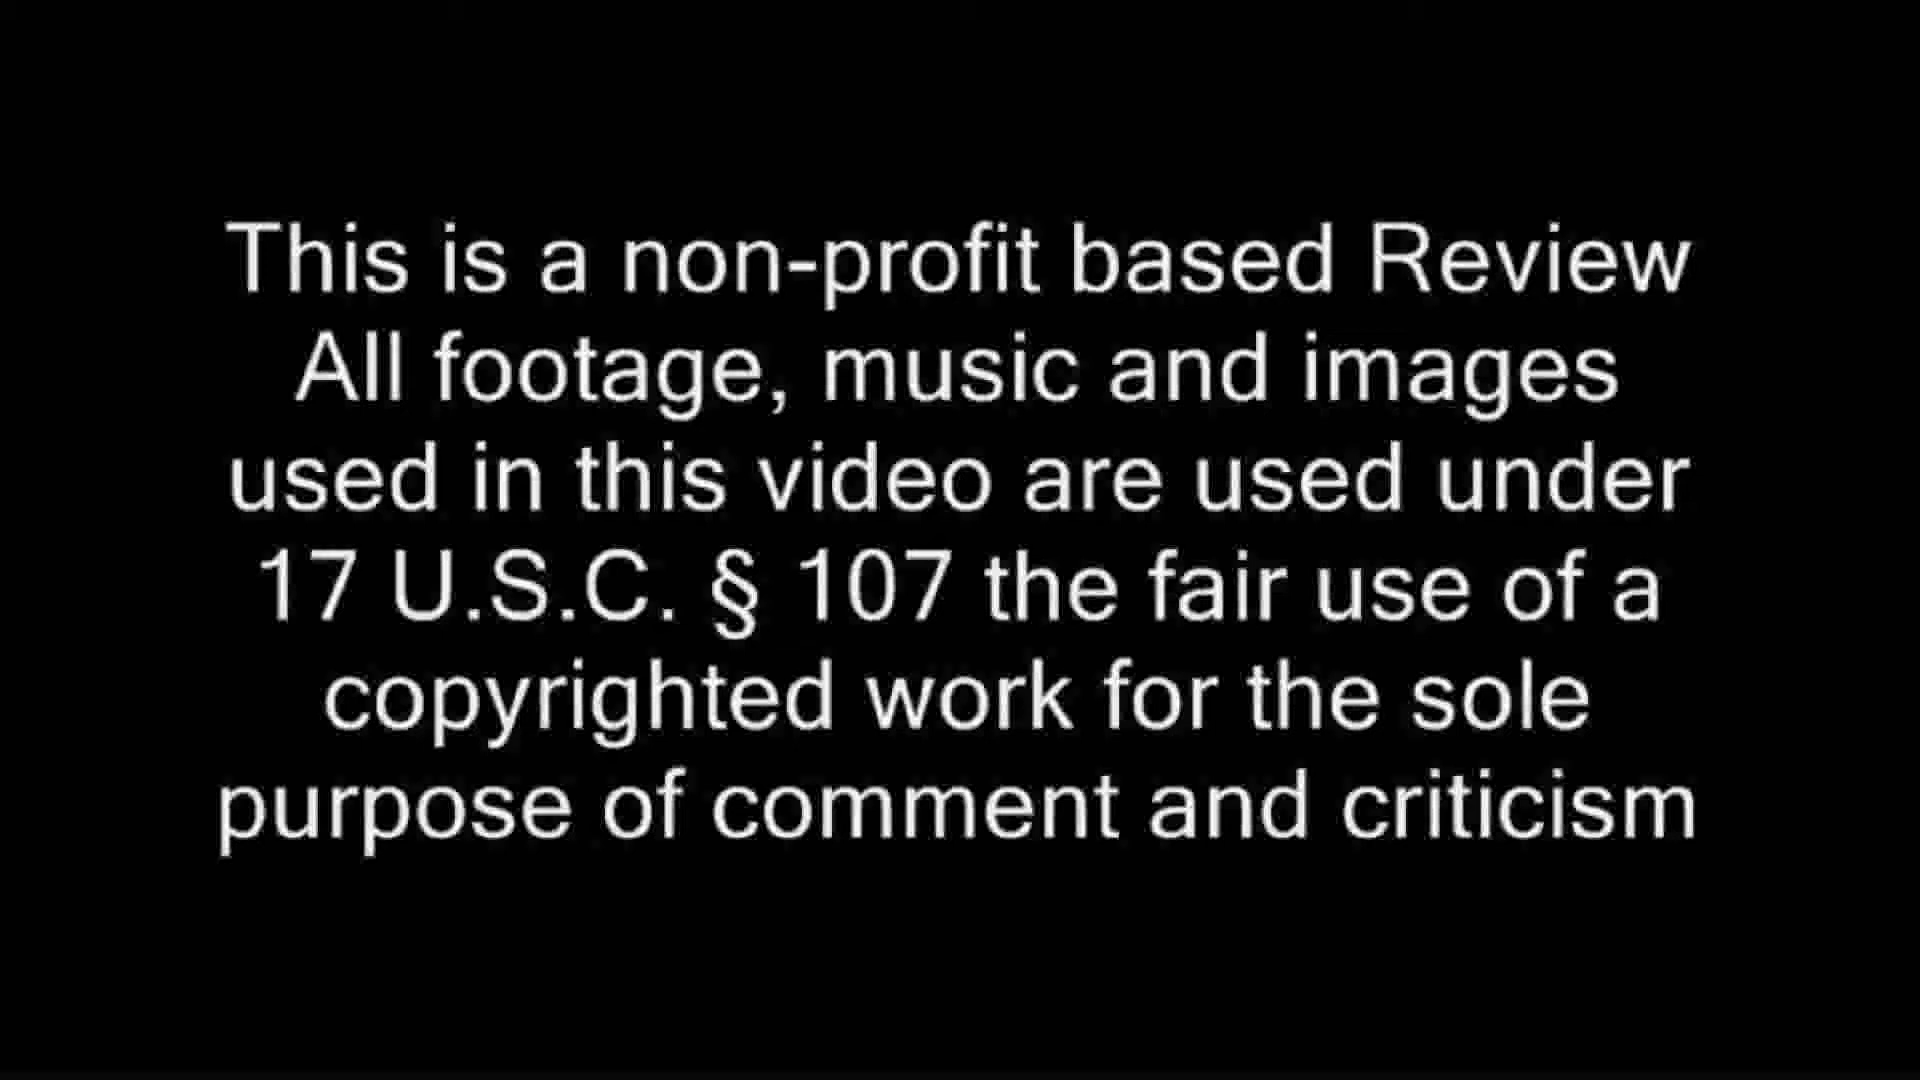 This is a non-profit based Review
All footage, music and images
used in this video are used under
17 U.S.C. § 107 the fair use of a
copyrighted work for the sole
purpose of comment and criticism